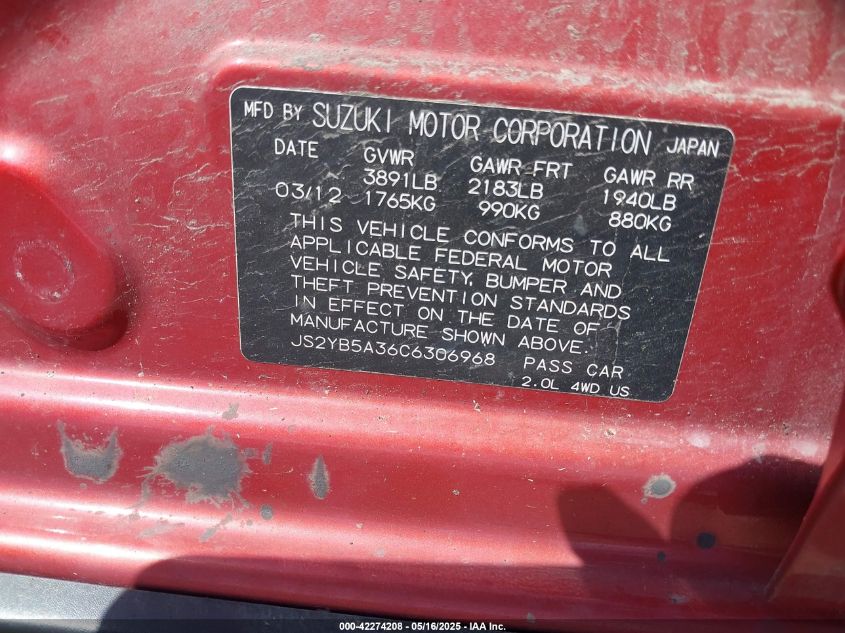 MFD BY SUZUKI MOTOR CORPORATION JAPAN
DATE GVWR GAWR FRT GAWR RR
3891LB 2183LB 1940LB
03/12 1765KG 990KG 880KG
THIS VEHICLE CONFORMS TO ALL
APPLICABLE FEDERAL MOTOR
VEHICLE SAFETY, BUMPER AND
THEFT PREVENTION STANDARDS
IN EFFECT ON THE DATE OF
MANUFACTURE SHOWN ABOVE.
JS2YB5A36C6306968 PASS CAR
2.0L 4WD US
000-42274208 - 05/16/2025 - IAA Inc.